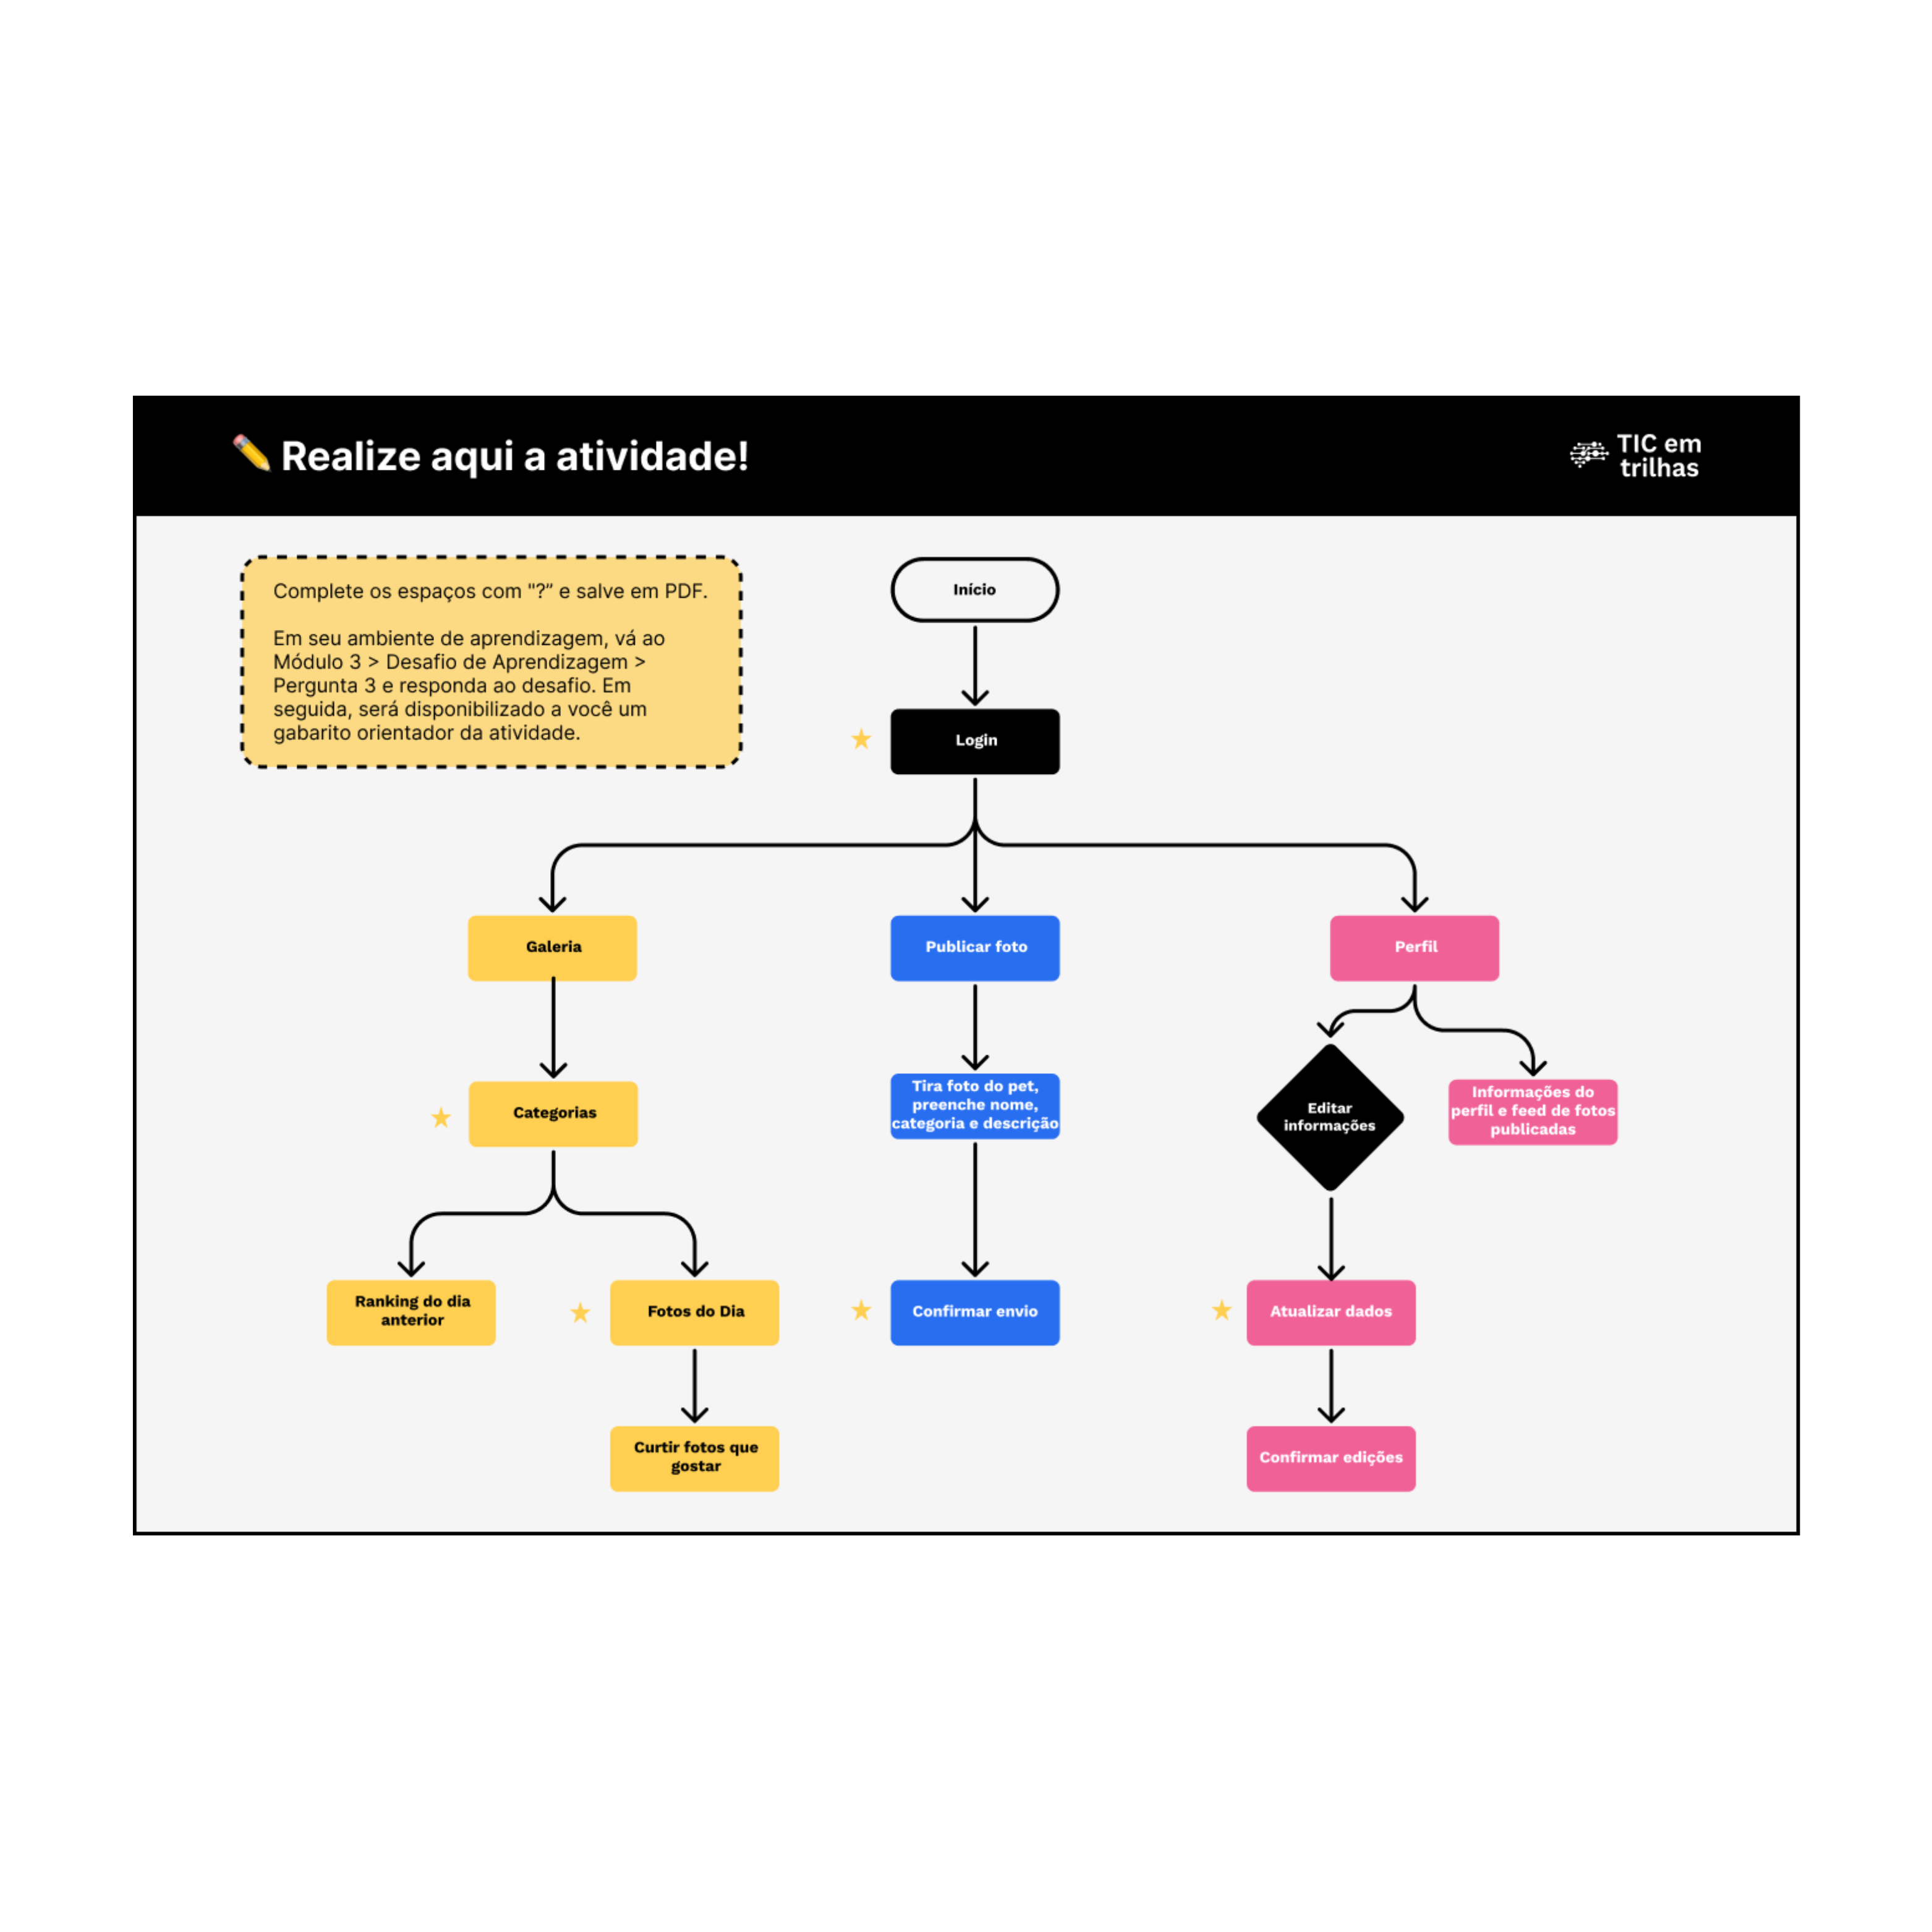 Realize aqui a atividade!
TIC em
trilhas
Complete os espaços com "?” e salve em PDF.
Em seu ambiente de aprendizagem, vá ao
Módulo 3 > Desafio de Aprendizagem >
Pergunta 3 e responda ao desafio. Em
seguida, será disponibilizado a você um
gabarito orientador da atividade.
Início
Login
Galeria
Publicar foto
Perfil
Categorias
Tira foto do pet,
preenche nome,
categoria e descrição
Editar
informações
Informações do
perfil e feed de fotos
publicadas
Ranking do dia
anterior
Fotos do Dia
Confirmar envio
Atualizar dados
Curtir fotos que
gostar
Confirmar edições